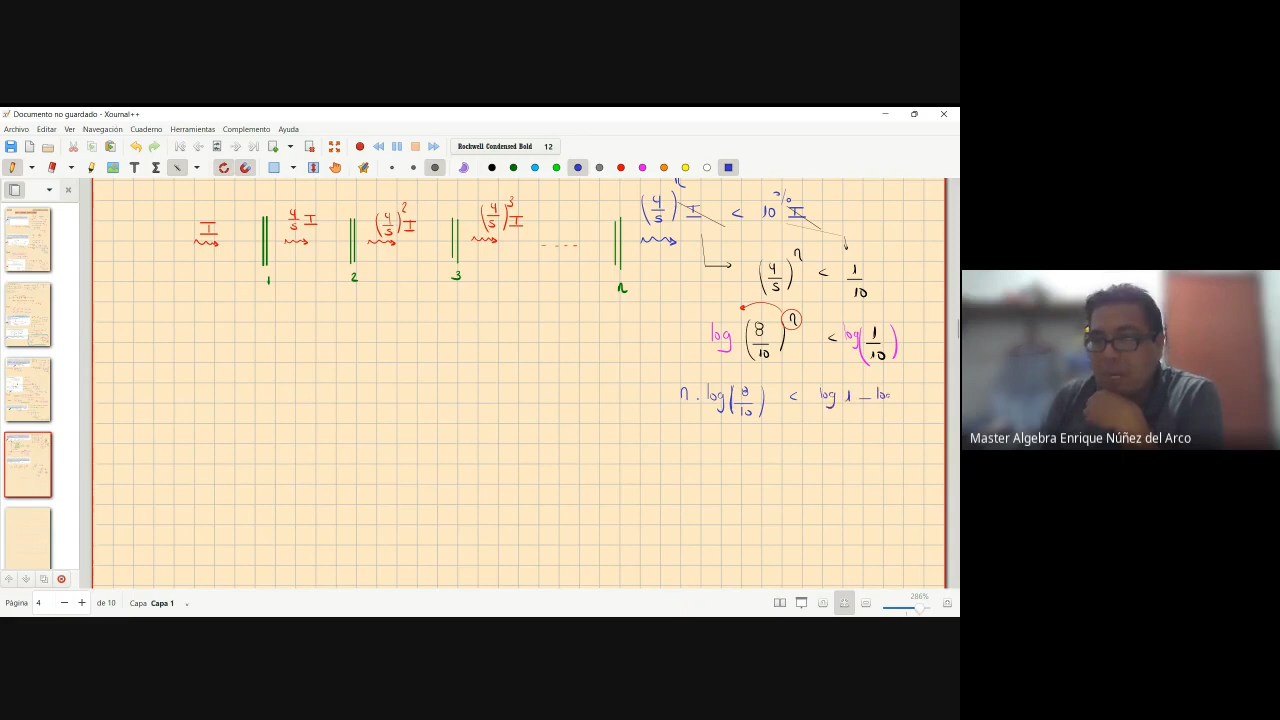 Documento no guardado - Xournal++
Archivo Editar Ver Navegación Cuaderno Herramientas Complemento Ayuda
Rockwell Condensed Bold 12
I 4/5 I (4/5)^2 I (4/5)^3 I - - - - (4/5)^n I < 10% I
1 2 3 n
(4/5)^n < 1/10
log (8/10)^n < log(1/10)
n . log(8/10) < log 1 - loo
Master Algebra Enrique Núñez del Arco
Página 4 de 10 Capa Capa 1 286%